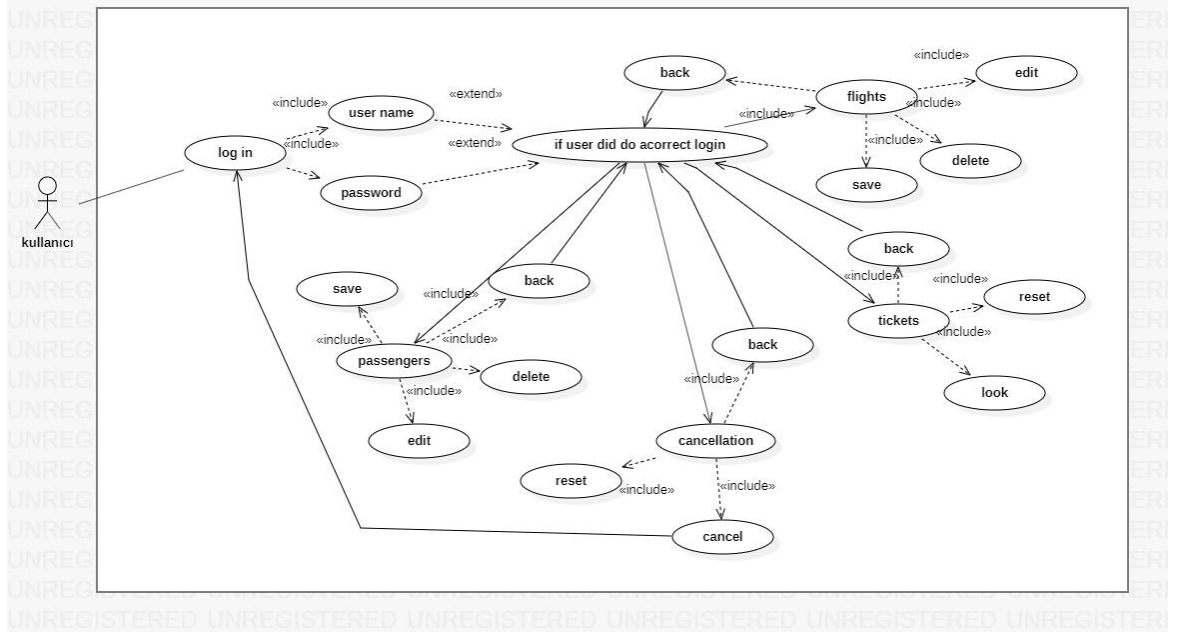 back
«include»
edit
flights
«include»
user name
«extend»
«include»
«include»
«include»
log in
«extend»
if user did do acorrect login
«include»
delete
save
password
kullanıcı
back
«include»
«include»
reset
save
«include»
back
tickets
«include»
«include»
«include»
passengers
back
look
delete
«include»
«include»
edit
cancellation
reset
«include»
«include»
cancel
UNREGISTERED UNREGISTERED UNREGISTERED UNREGISTERED UNREGISTERED UNREGISTERED